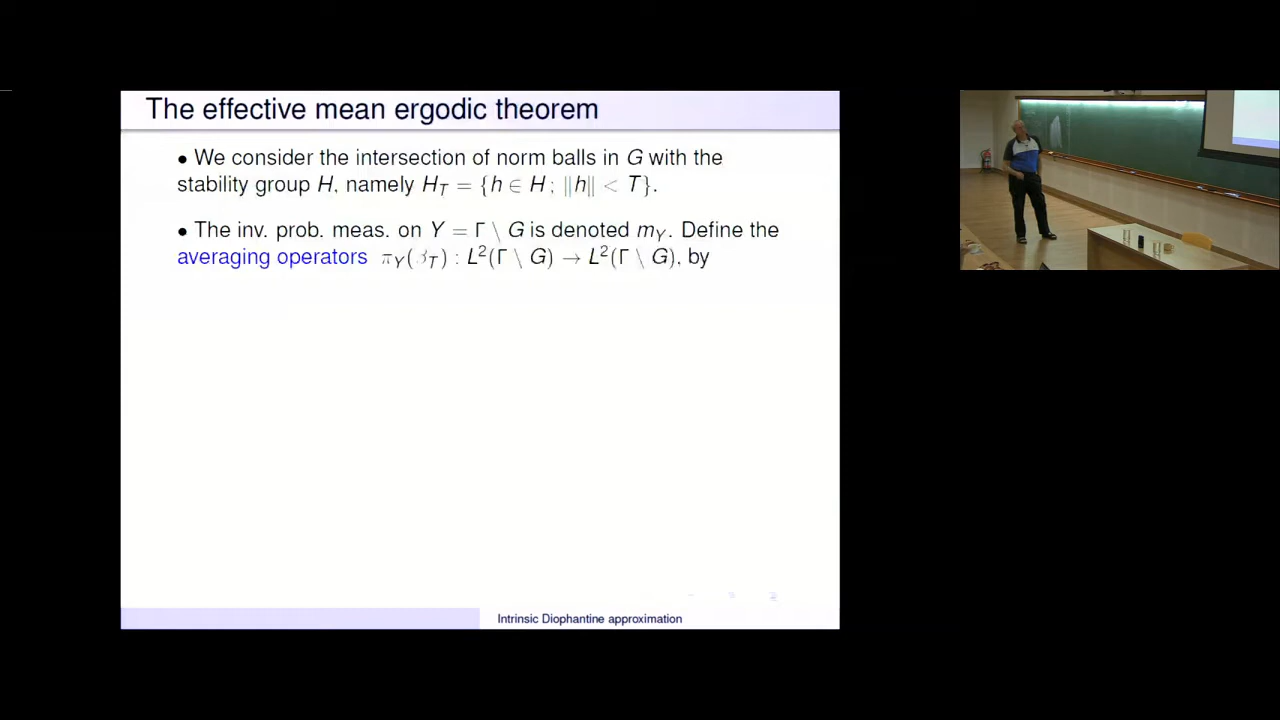 The effective mean ergodic theorem
• We consider the intersection of norm balls in G with the
stability group H, namely H_T = {h ∈ H ; ‖h‖ < T}.
• The inv. prob. meas. on Y = Γ \ G is denoted m_Y. Define the
averaging operators π_Y(β_T) : L²(Γ \ G) → L²(Γ \ G), by
Intrinsic Diophantine approximation